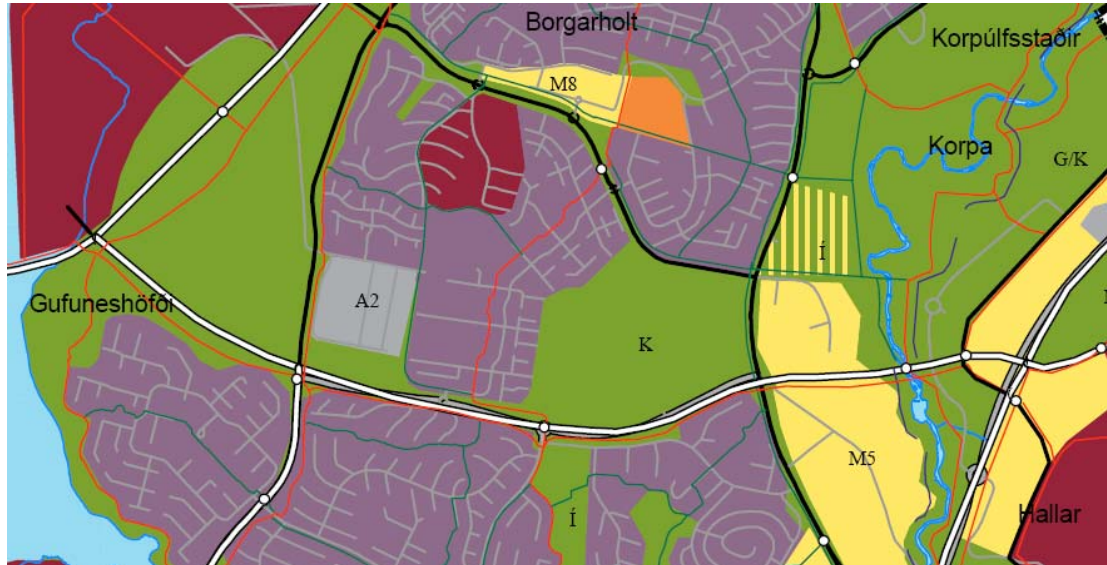 Borgarholt
Korpúlfsstaðir
M8
Korpa
G/K
Í
Gufuneshöfði
A2
K
M5
Í
Hallar